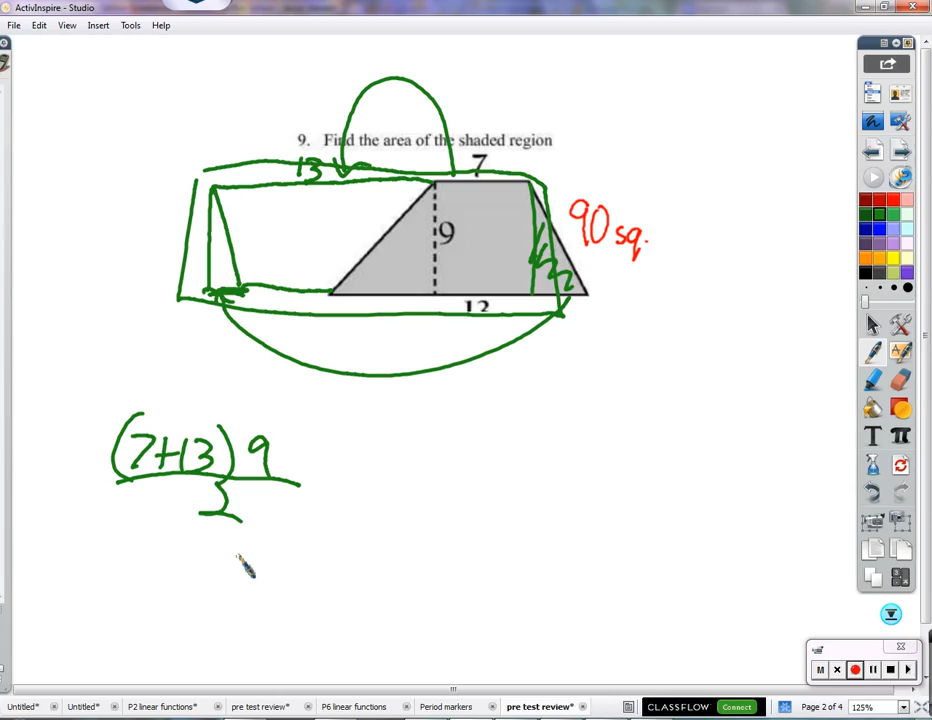 ActivInspire - Studio
File Edit View Insert Tools Help
9. Find the area of the shaded region
13 7
9
90 sq.
12
(7+13) 9
2
M
Untitled* Untitled* P2 linear functions* pre test review* P6 linear functions Period markers pre test review* CLASSFLOW Connect Page 2 of 4 125%